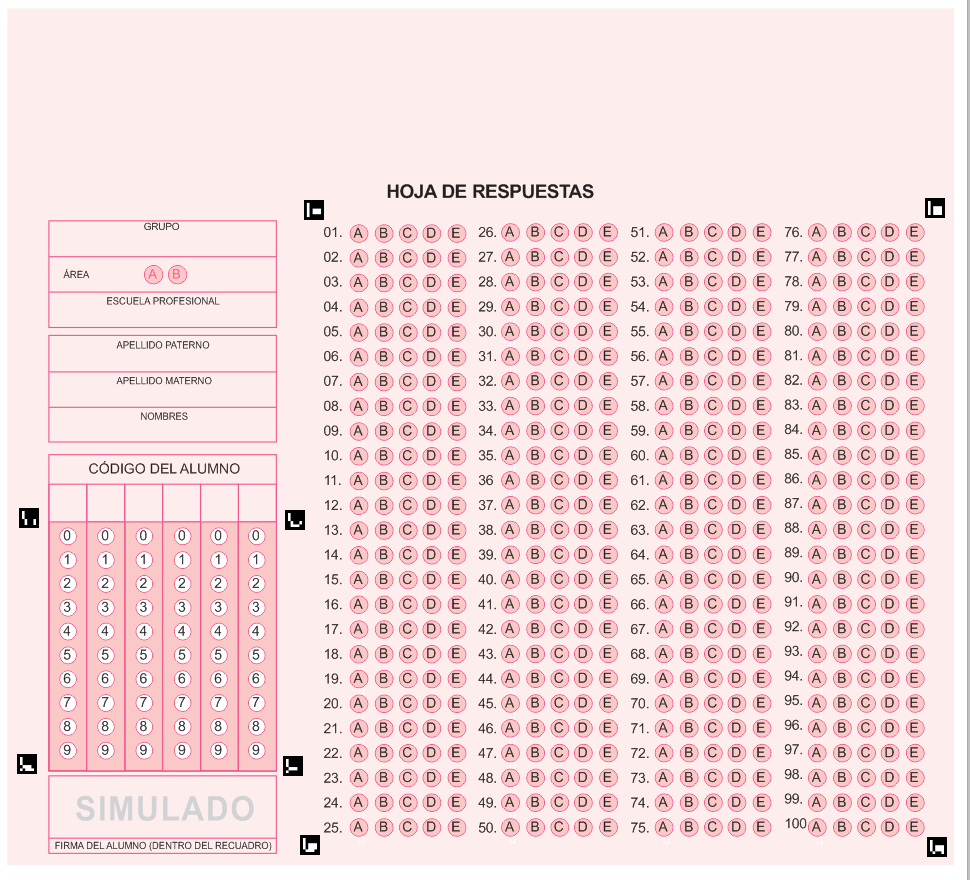 HOJA DE RESPUESTAS
GRUPO
ÁREA A B
ESCUELA PROFESIONAL
APELLIDO PATERNO
APELLIDO MATERNO
NOMBRES
CÓDIGO DEL ALUMNO
0 0 0 0 0 0
1 1 1 1 1 1
2 2 2 2 2 2
3 3 3 3 3 3
4 4 4 4 4 4
5 5 5 5 5 5
6 6 6 6 6 6
7 7 7 7 7 7
8 8 8 8 8 8
9 9 9 9 9 9
SIMULADO
FIRMA DEL ALUMNO (DENTRO DEL RECUADRO)
01. A B C D E 26. A B C D E 51. A B C D E 76. A B C D E
02. A B C D E 27. A B C D E 52. A B C D E 77. A B C D E
03. A B C D E 28. A B C D E 53. A B C D E 78. A B C D E
04. A B C D E 29. A B C D E 54. A B C D E 79. A B C D E
05. A B C D E 30. A B C D E 55. A B C D E 80. A B C D E
06. A B C D E 31. A B C D E 56. A B C D E 81. A B C D E
07. A B C D E 32. A B C D E 57. A B C D E 82. A B C D E
08. A B C D E 33. A B C D E 58. A B C D E 83. A B C D E
09. A B C D E 34. A B C D E 59. A B C D E 84. A B C D E
10. A B C D E 35. A B C D E 60. A B C D E 85. A B C D E
11. A B C D E 36 A B C D E 61. A B C D E 86. A B C D E
12. A B C D E 37. A B C D E 62. A B C D E 87. A B C D E
13. A B C D E 38. A B C D E 63. A B C D E 88. A B C D E
14. A B C D E 39. A B C D E 64. A B C D E 89. A B C D E
15. A B C D E 40. A B C D E 65. A B C D E 90. A B C D E
16. A B C D E 41. A B C D E 66. A B C D E 91. A B C D E
17. A B C D E 42. A B C D E 67. A B C D E 92. A B C D E
18. A B C D E 43. A B C D E 68. A B C D E 93. A B C D E
19. A B C D E 44. A B C D E 69. A B C D E 94. A B C D E
20. A B C D E 45. A B C D E 70. A B C D E 95. A B C D E
21. A B C D E 46. A B C D E 71. A B C D E 96. A B C D E
22. A B C D E 47. A B C D E 72. A B C D E 97. A B C D E
23. A B C D E 48. A B C D E 73. A B C D E 98. A B C D E
24. A B C D E 49. A B C D E 74. A B C D E 99. A B C D E
25. A B C D E 50. A B C D E 75. A B C D E 100 A B C D E